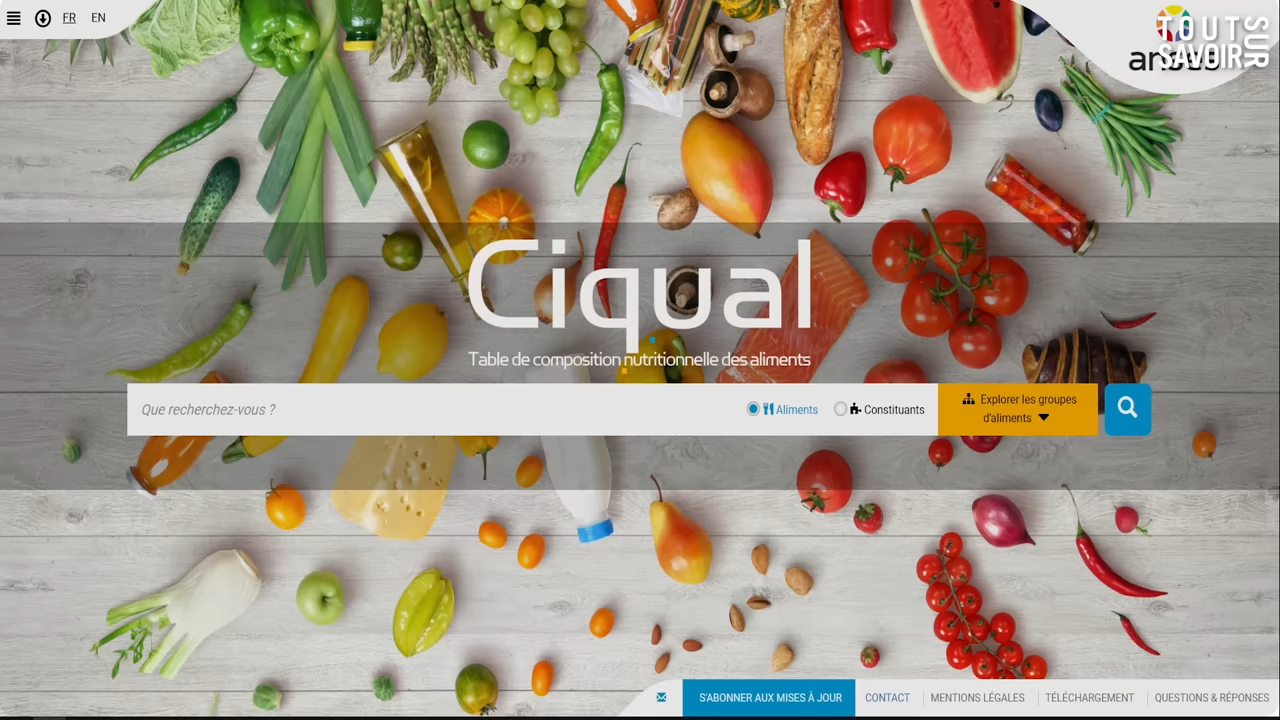 FR EN
TOUT SUR
SAVOIR
Ciqual
Table de composition nutritionnelle des aliments
Que recherchez-vous ?
Aliments
Constituants
Explorer les groupes
d'aliments
S'ABONNER AUX MISES À JOUR
CONTACT
MENTIONS LÉGALES
TÉLÉCHARGEMENT
QUESTIONS & RÉPONSES